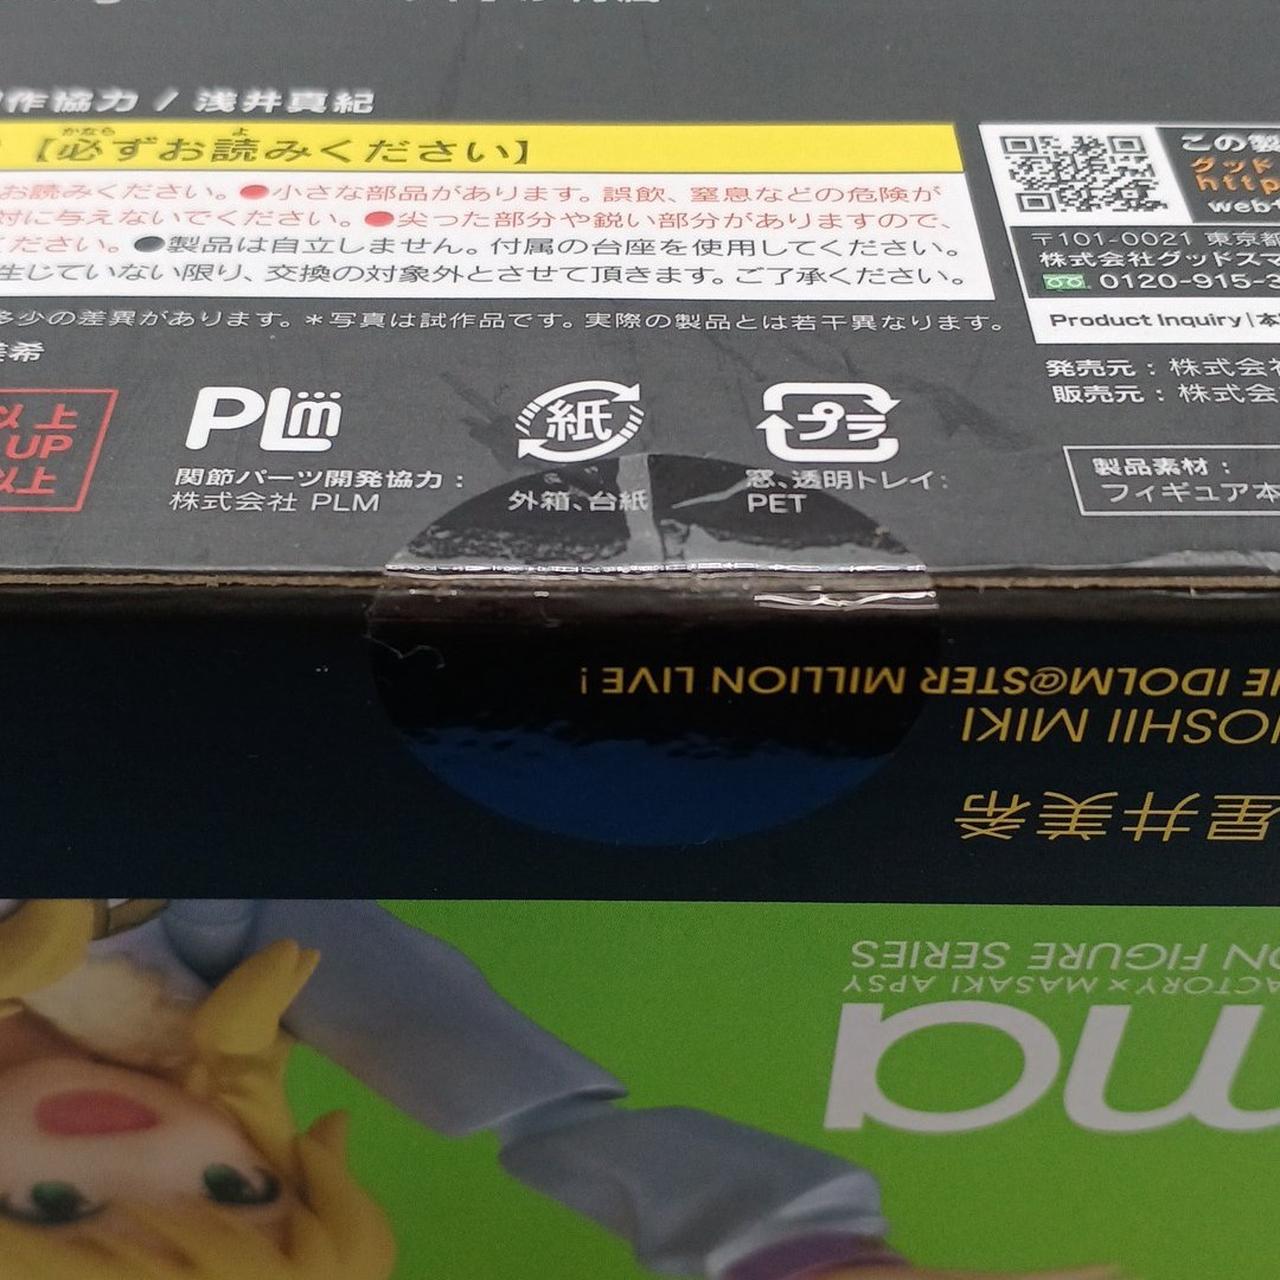 作協力 / 浅井真紀
【必ずお読みください】
かなら
よ
お読みください。●小さな部品があります。誤飲、窒息などの危険が
対に与えないでください。●尖った部分や鋭い部分がありますので、
ださい。●製品は自立しません。付属の台座を使用してください。
生じていない限り、交換の対象外とさせて頂きます。ご了承ください。
多少の差異があります。＊写真は試作品です。実際の製品とは若干異なります。
美希
以上
UP
以上
PLM
関節パーツ開発協力：
株式会社 PLM
紙
外箱、台紙
プラ
窓、透明トレイ：
PET
この製
グッド
http
web
〒101-0021 東京都
株式会社グッドスマ
0120-915-3
Product Inquiry|本
発売元：株式会
販売元：株式会
製品素材：
フィギュア本
HE IDOLM@STER MILLION LIVE!
HOSHII MIKI
星井美希
ON FIGURE SERIES
ACTORY×MASAKI APSY
ma